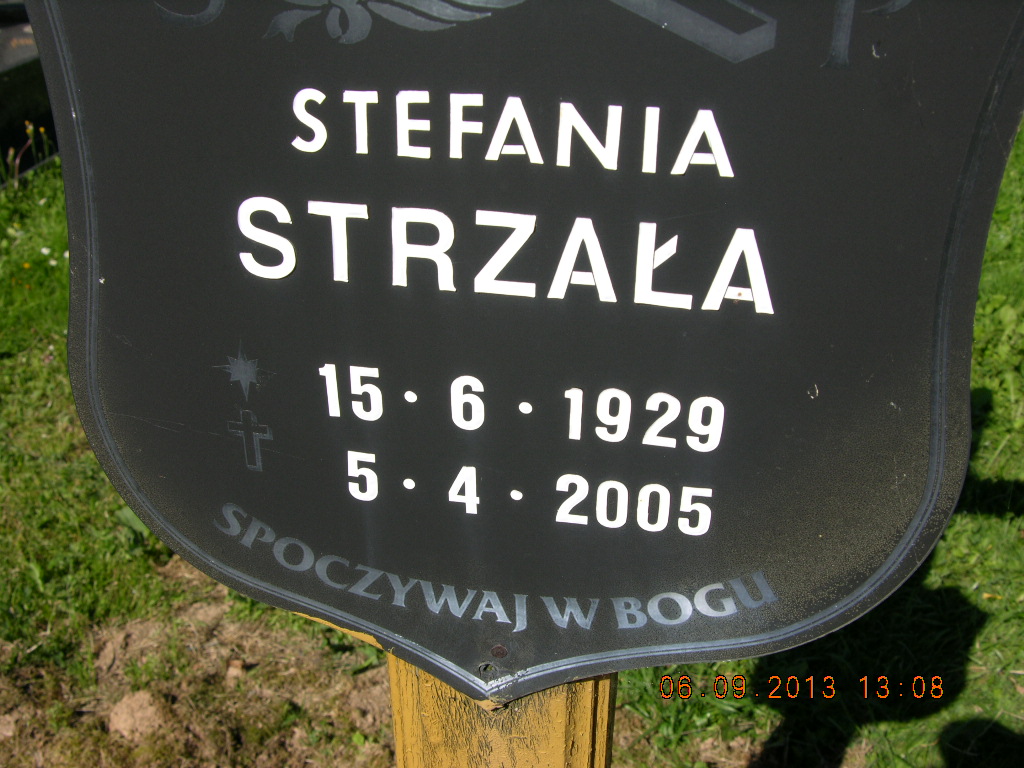 STEFANIA
STRZAŁA
15 · 6 · 1929
5 · 4 · 2005
SPOCZYWAJ W BOGU
06.09.2013 13:08